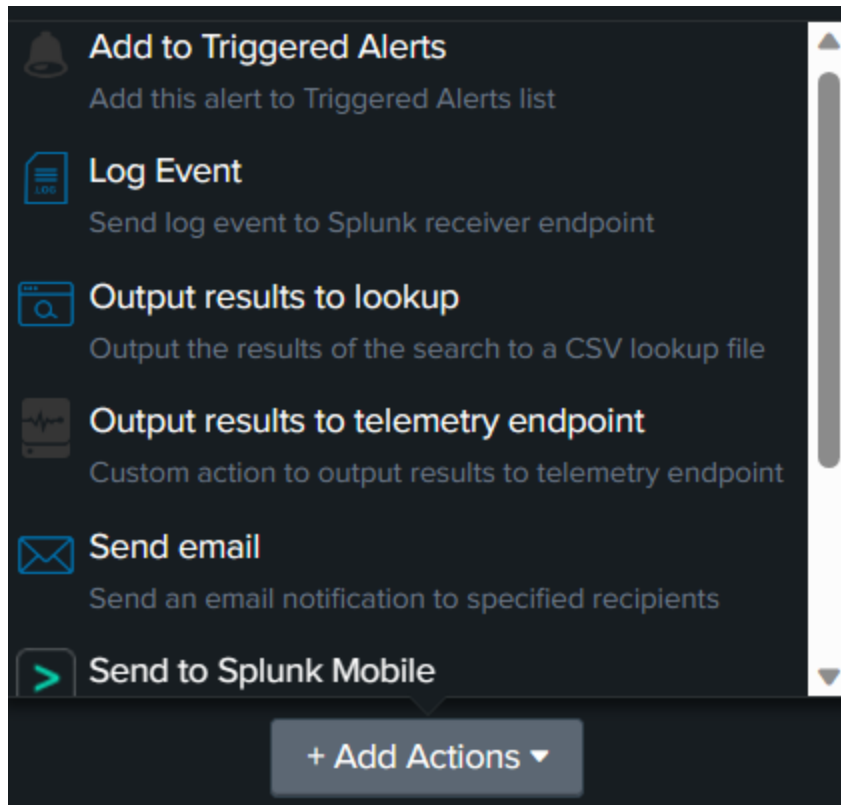 Add to Triggered Alerts
Add this alert to Triggered Alerts list
LOG
Log Event
Send log event to Splunk receiver endpoint
Output results to lookup
Output the results of the search to a CSV lookup file
Output results to telemetry endpoint
Custom action to output results to telemetry endpoint
Send email
Send an email notification to specified recipients
Send to Splunk Mobile
+ Add Actions